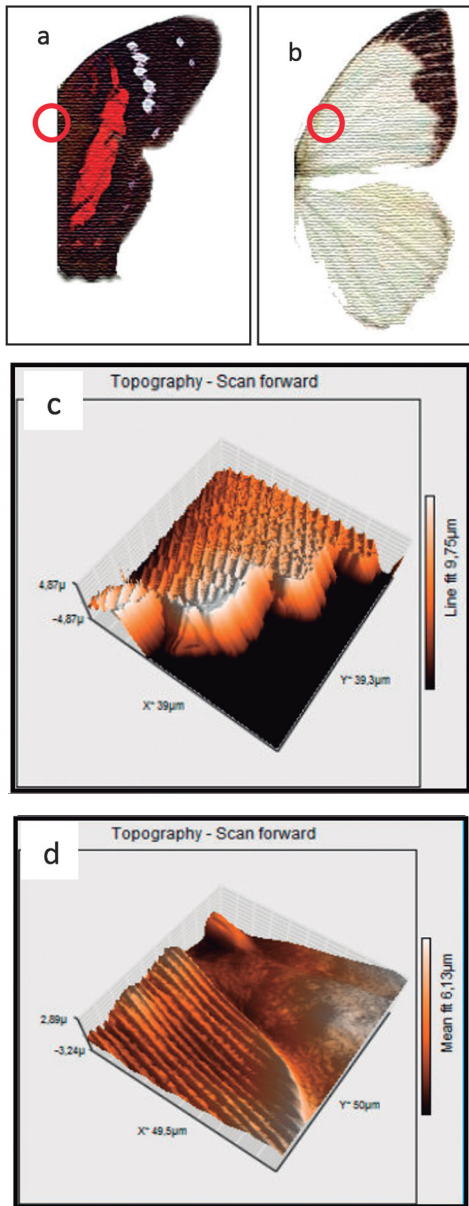 a
b
Topography - Scan forward
c
4,87µ
-4,87µ
X* 39µm
Y* 39,3µm
Line fit 9,75µm
Topography - Scan forward
d
2,89µ
-3,24µ
X* 49,5µm
Y* 50µm
Mean fit 6,13µm